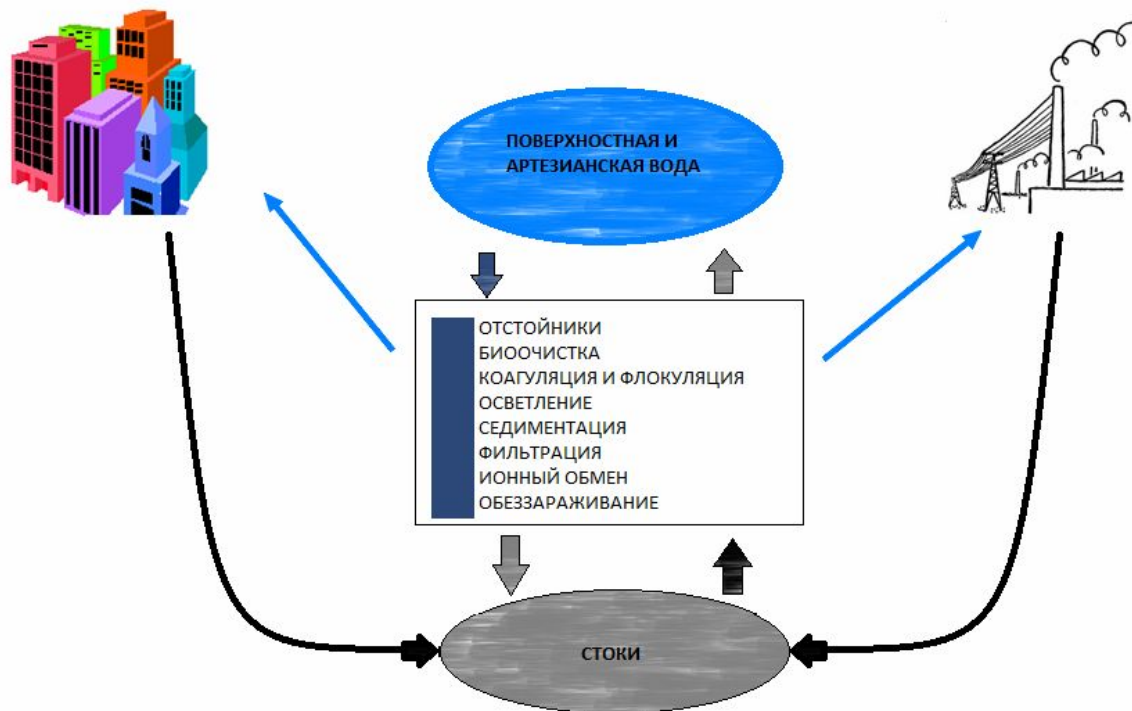 ПОВЕРХНОСТНАЯ И
АРТЕЗИАНСКАЯ ВОДА
ОТСТОЙНИКИ
БИООЧИСТКА
КОАГУЛЯЦИЯ И ФЛОКУЛЯЦИЯ
ОСВЕТЛЕНИЕ
СЕДИМЕНТАЦИЯ
ФИЛЬТРАЦИЯ
ИОННЫЙ ОБМЕН
ОБЕЗЗАРАЖИВАНИЕ
СТОКИ